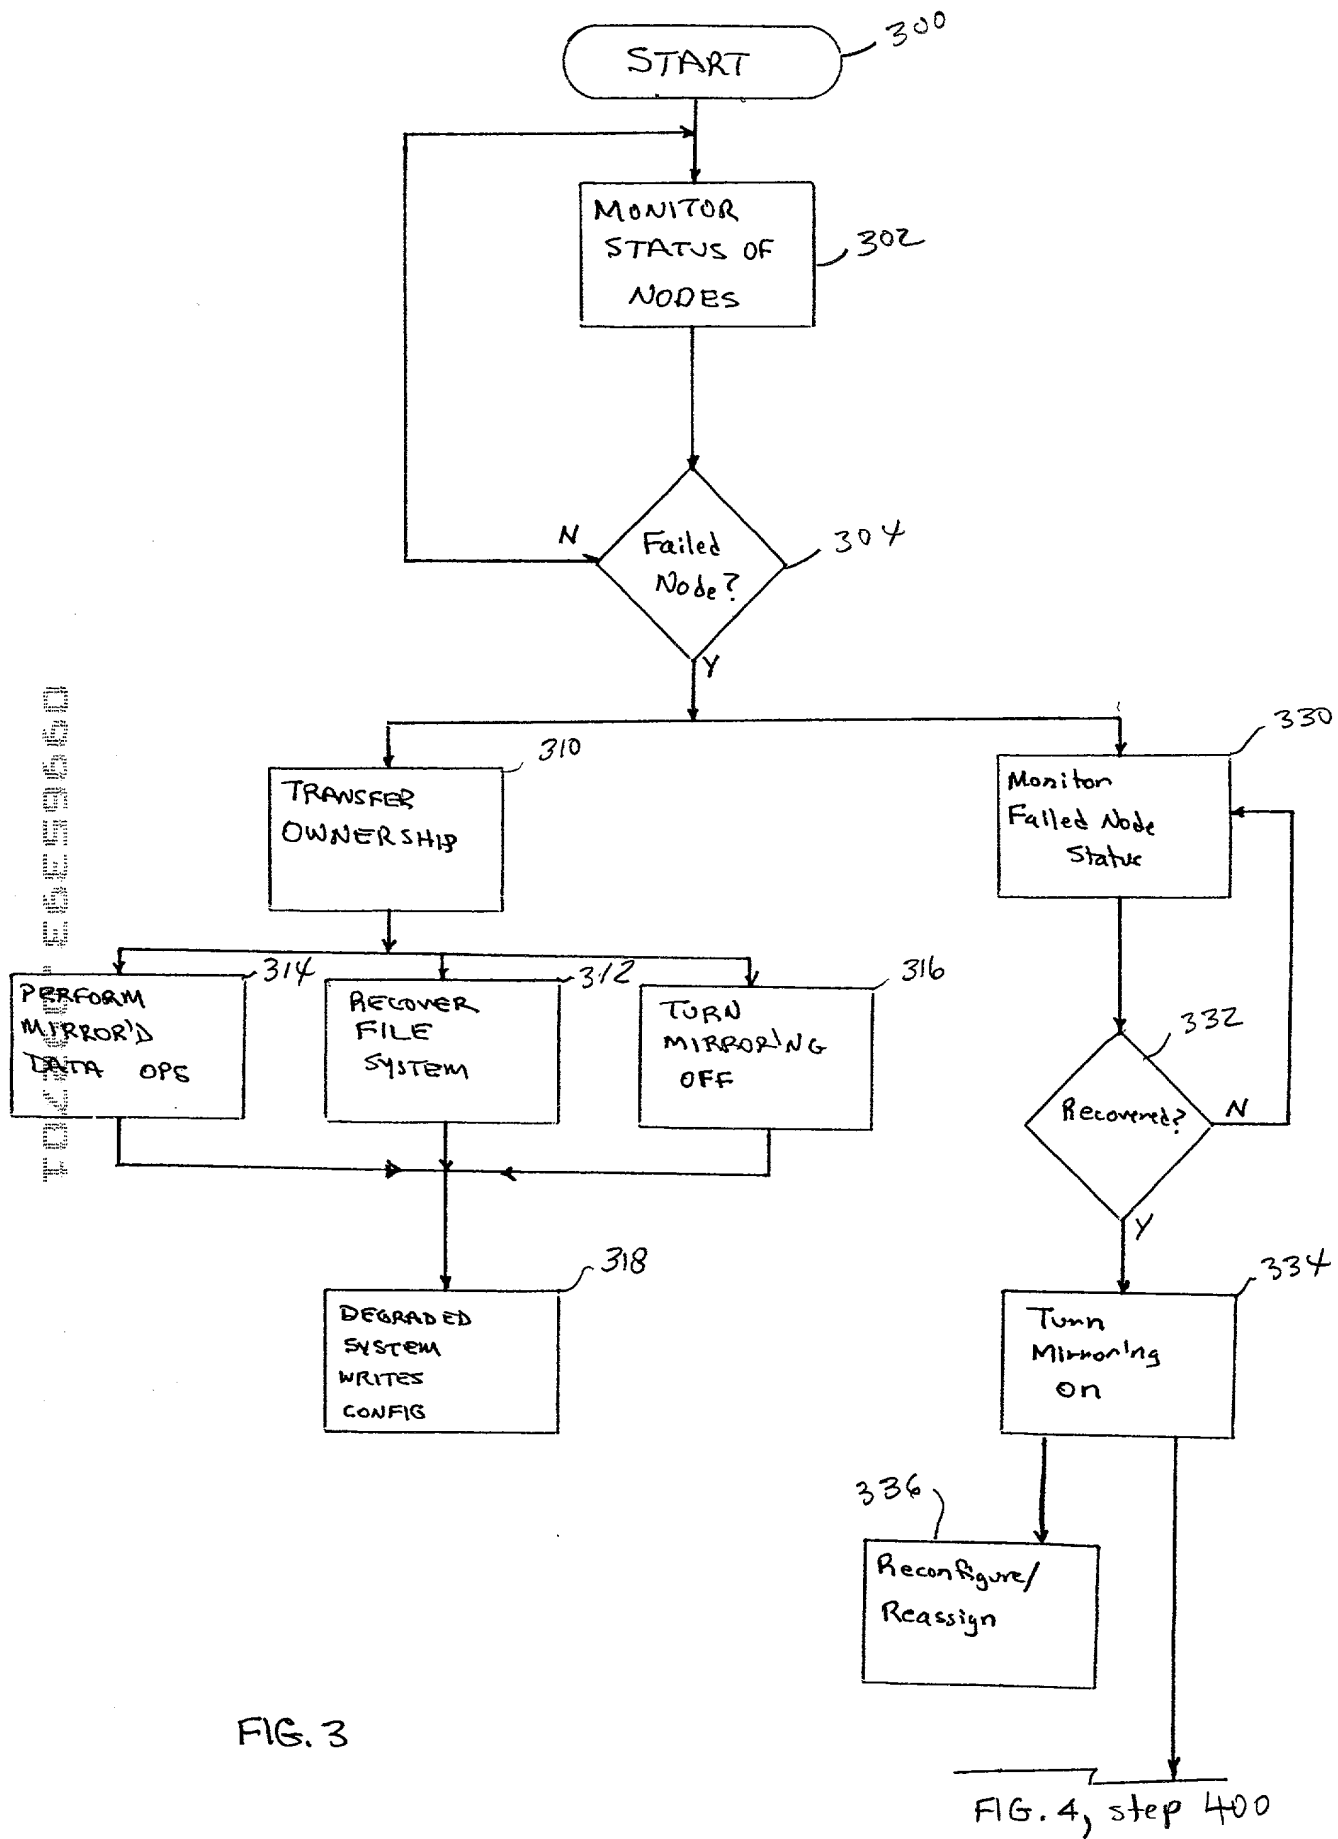 300
START
MONITOR
STATUS OF
NODES
302
N
Failed
Node?
304
Y
310
TRANSFER
OWNERSHIP
330
Monitor
Failed Node
Status
314
PERFORM
MIRROR'D
DATA OPS
312
RECOVER
FILE
SYSTEM
316
TURN
MIRRORING
OFF
332
Recovered?
N
Y
318
DEGRADED
SYSTEM
WRITES
CONFIG
334
Turn
Mirroring
on
336
Reconfigure/
Reassign
FIG. 3
FIG. 4, step 400